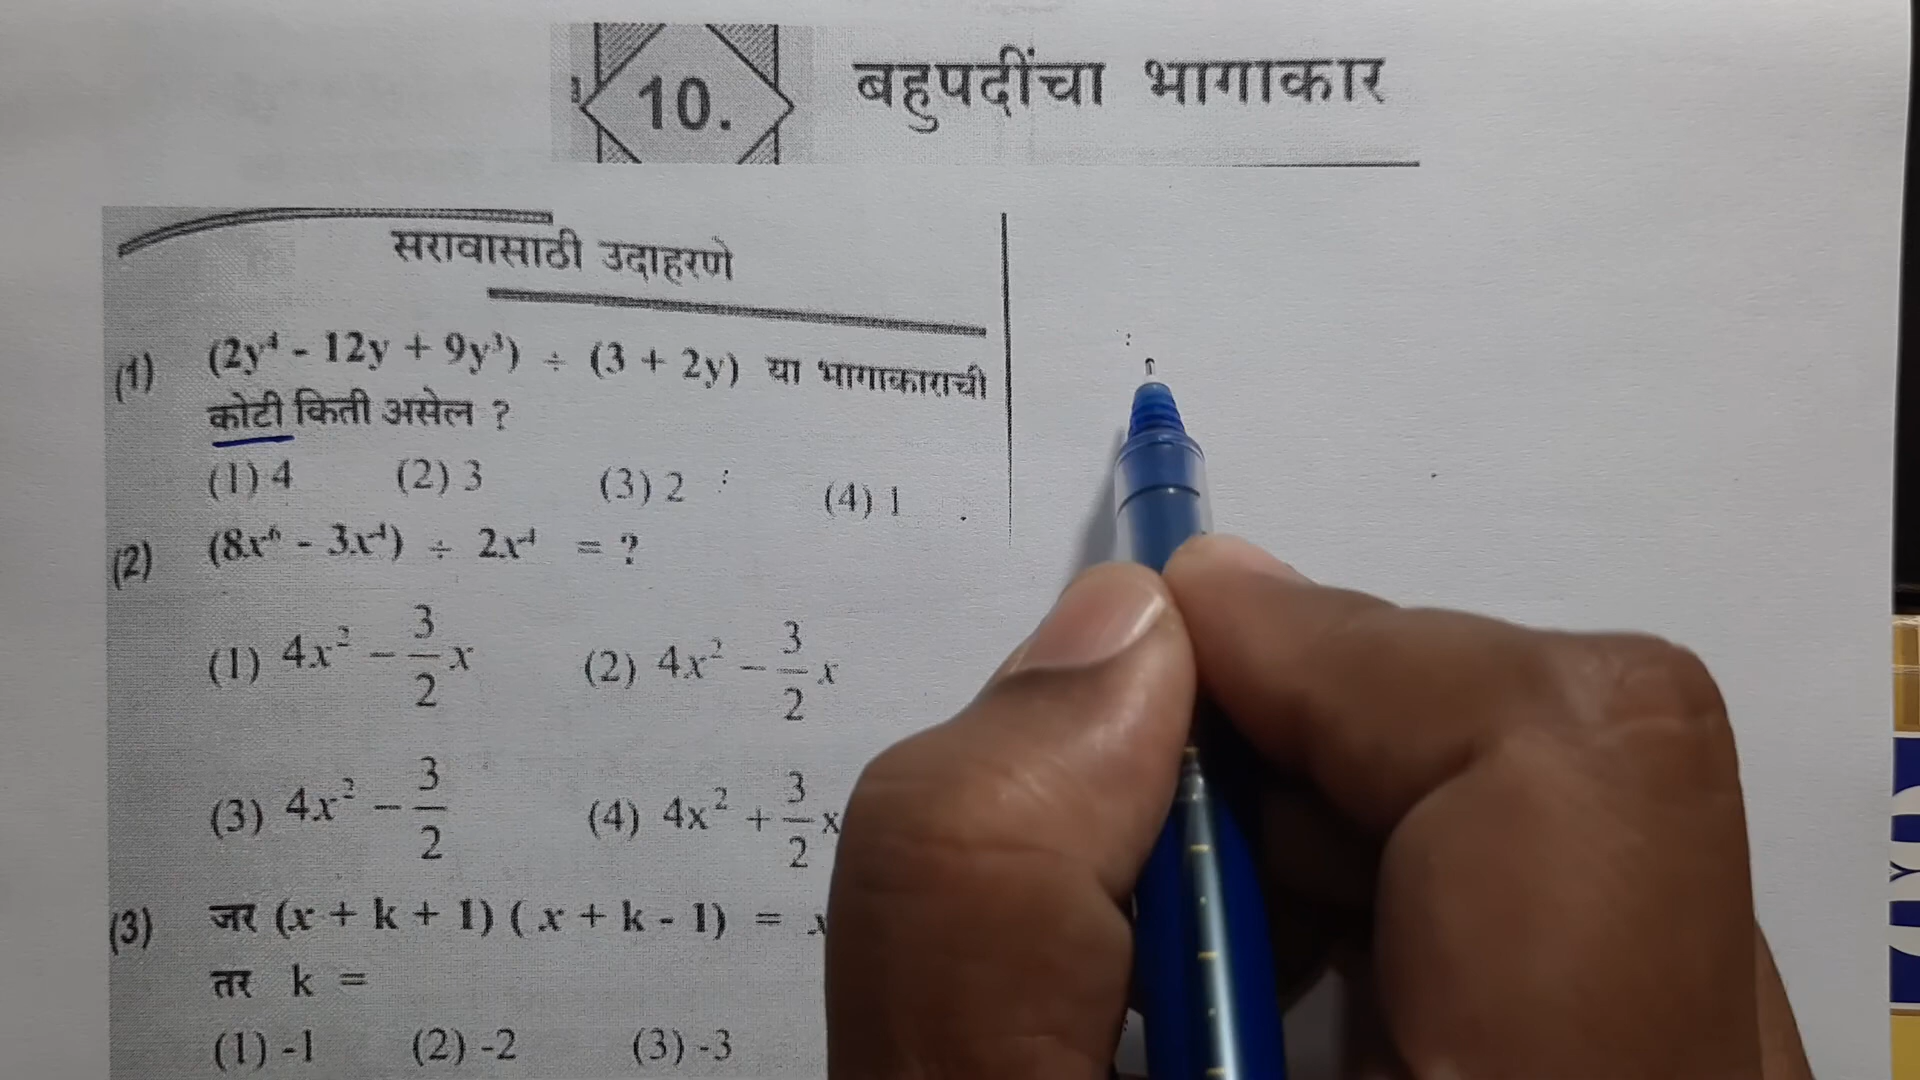 10. बहुपदींचा भागाकार
सरावासाठी उदाहरणे
(1) (2y⁴ - 12y + 9y³) ÷ (3 + 2y) या भागाकाराची
कोटी किती असेल ?
(1) 4 (2) 3 (3) 2 (4) 1
(2) (8x⁶ - 3x⁴) ÷ 2x⁴ = ?
(1) 4x² - 3/2 x (2) 4x² - 3/2 x
(3) 4x² - 3/2 (4) 4x² + 3/2 x
(3) जर (x + k + 1) ( x + k - 1) =
तर k =
(1) -1 (2) -2 (3) -3